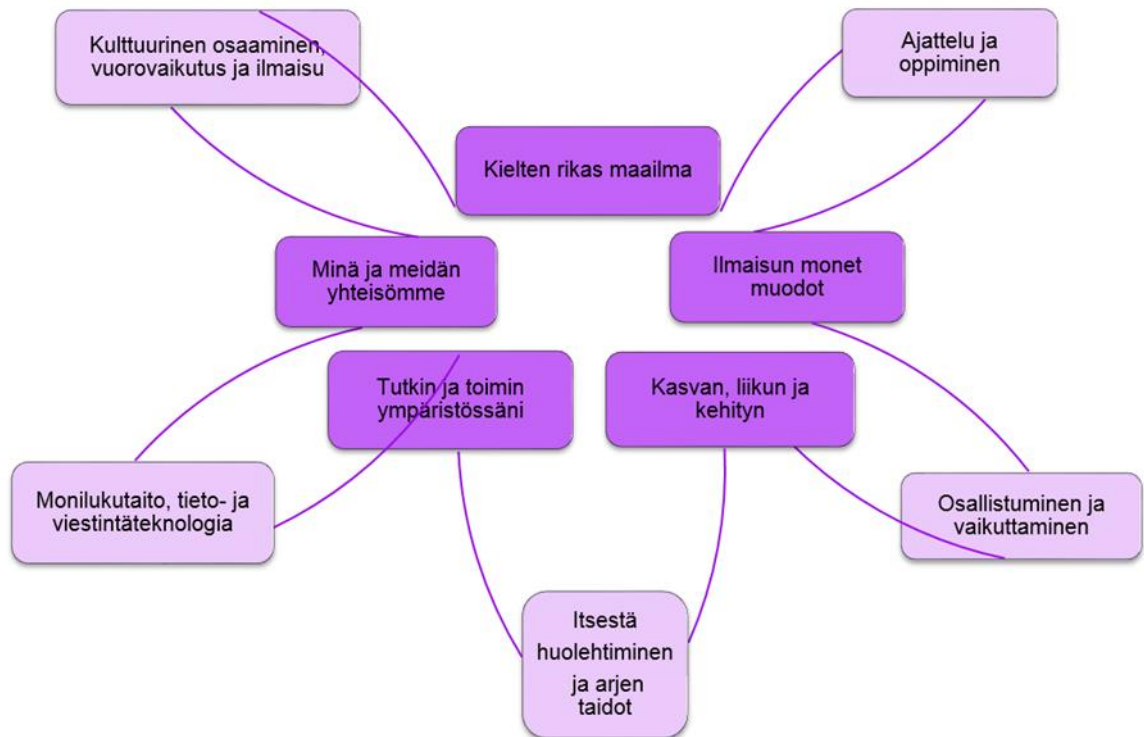 Kulttuurinen osaaminen,
vuorovaikutus ja ilmaisu
Ajattelu ja
oppiminen
Kielten rikas maailma
Minä ja meidän
yhteisömme
Ilmaisun monet
muodot
Tutkin ja toimin
ympäristössäni
Kasvan, liikun ja
kehityn
Monilukutaito, tieto- ja
viestintäteknologia
Osallistuminen ja
vaikuttaminen
Itsestä
huolehtiminen
ja arjen
taidot